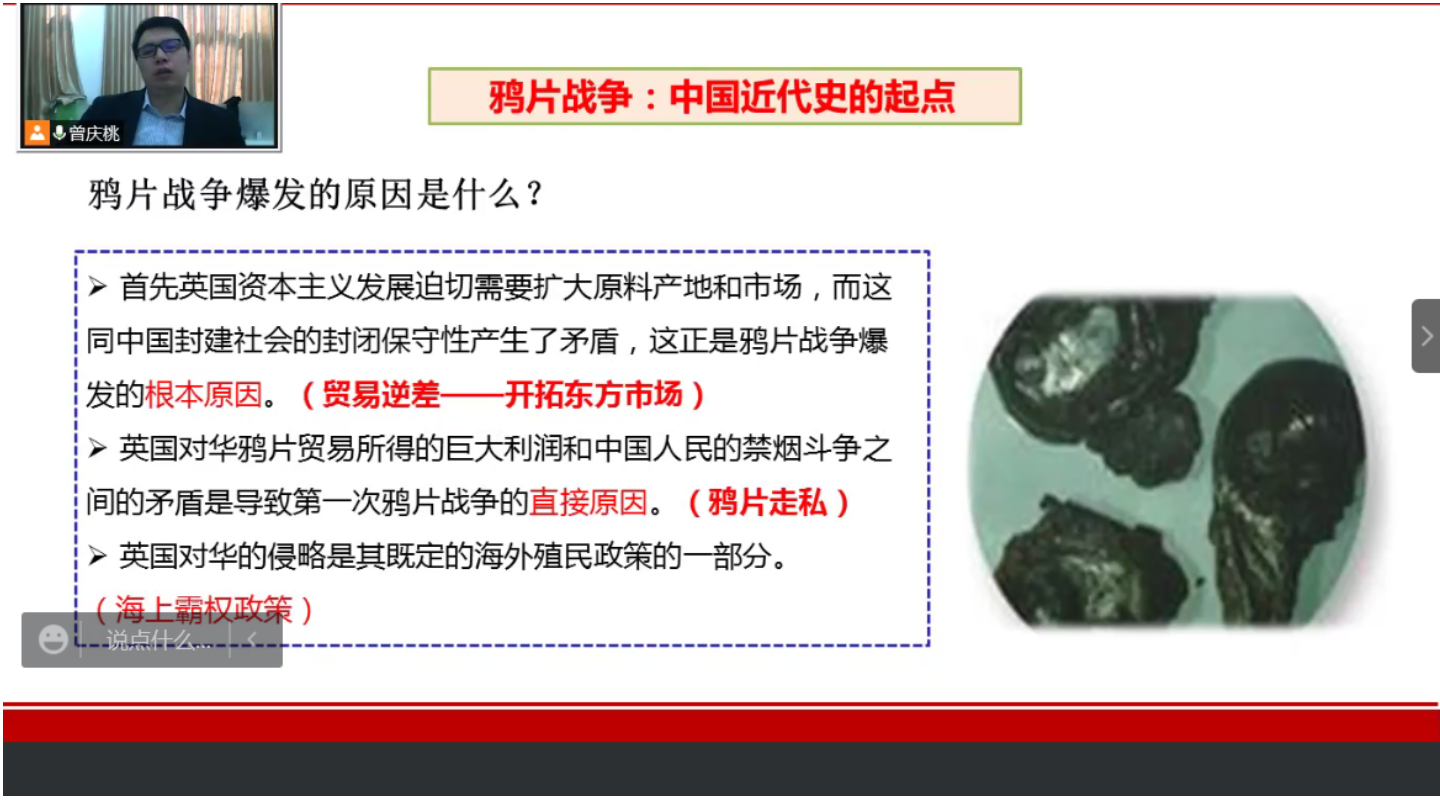 曾庆桃
鸦片战争：中国近代史的起点
鸦片战争爆发的原因是什么？
➢ 首先英国资本主义发展迫切需要扩大原料产地和市场，而这
同中国封建社会的封闭保守性产生了矛盾，这正是鸦片战争爆
发的根本原因。（贸易逆差——开拓东方市场）
➢ 英国对华鸦片贸易所得的巨大利润和中国人民的禁烟斗争之
间的矛盾是导致第一次鸦片战争的直接原因。（鸦片走私）
➢ 英国对华的侵略是其既定的海外殖民政策的一部分。
（海上霸权政策）
说点什么...